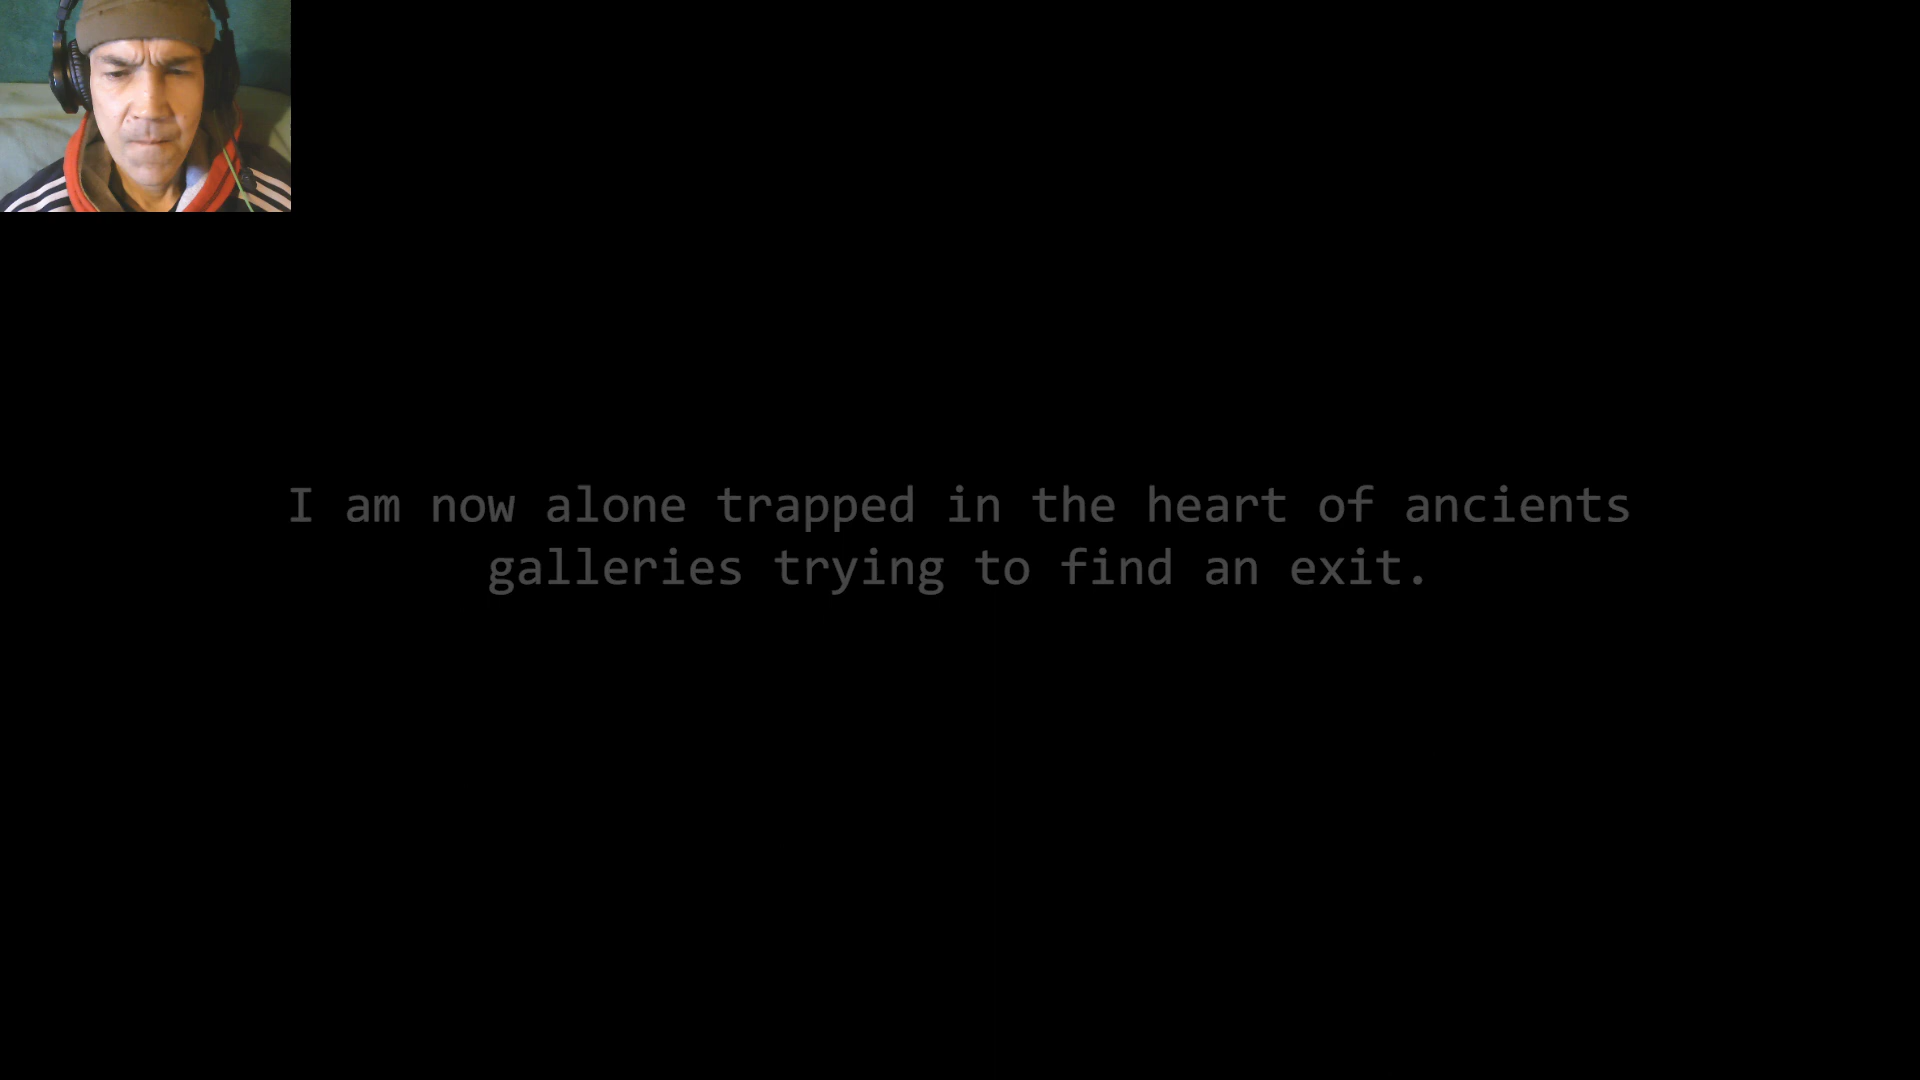 I am now alone trapped in the heart of ancients
galleries trying to find an exit.